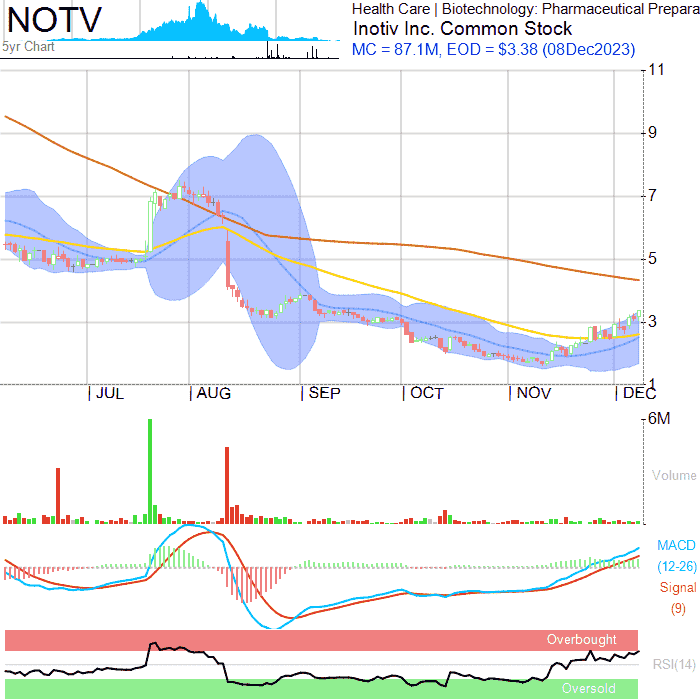 NOTV
5yr Chart
Health Care | Biotechnology: Pharmaceutical Prepara
Inotiv Inc. Common Stock
MC = 87.1M, EOD = $3.38 (08Dec2023)
11
9
7
5
3
1
JUL
AUG
SEP
OCT
NOV
DEC
6M
Volume
MACD
(12-26)
Signal
(9)
Overbought
RSI(14)
Oversold